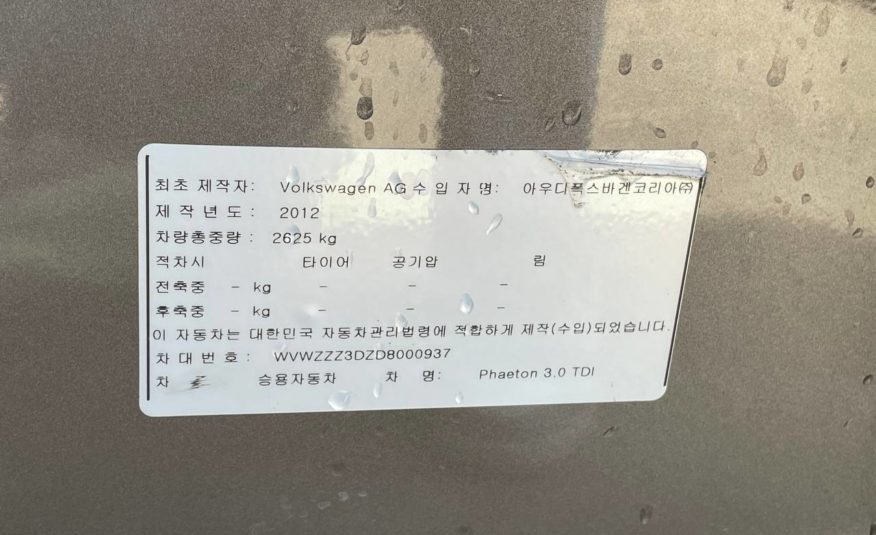 최초 제작자: Volkswagen AG 수 입 자 명: 아우디폭스바겐코리아㈜
제 작 년 도 : 2012
차량총중량 : 2625 kg
적차시 타이어 공기압 림
전축중 - kg - - -
후축중 - kg - - -
이 자동차는 대한민국 자동차관리법령에 적합하게 제작(수입)되었습니다.
차 대 번 호 : WVWZZZ3DZD8000937
차 승용자동차 차 명: Phaeton 3.0 TDI